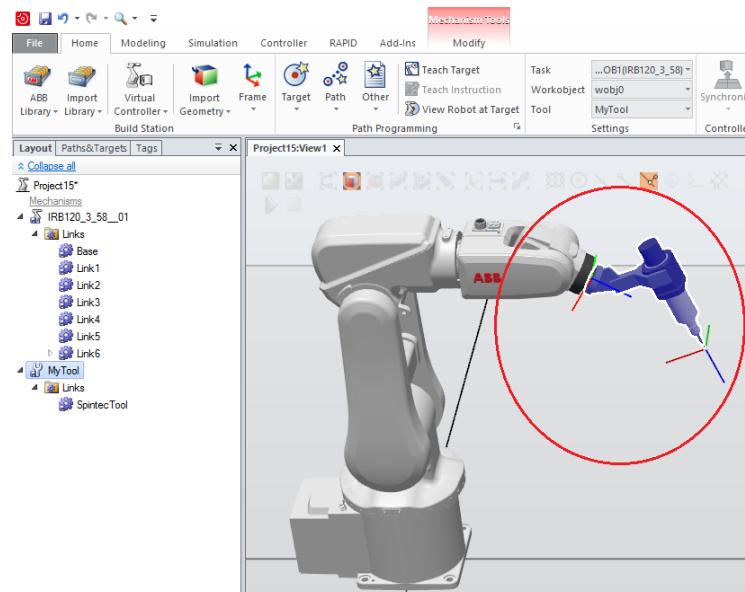 Mechanism Tools
File Home Modeling Simulation Controller RAPID Add-Ins Modify
ABB Library
Import Library
Virtual Controller
Import Geometry
Frame
Build Station
Target
Path
Other
Teach Target
Teach Instruction
View Robot at Target
Path Programming
Task ...OB1(IRB120_3_58)
Workobject wobj0
Tool MyTool
Settings
Synchroni
Controlle
Layout Paths&Targets Tags
Project15:View1
Collapse all
Project15*
Mechanisms
IRB120_3_58__01
Links
Base
Link1
Link2
Link3
Link4
Link5
Link6
MyTool
Links
SpintecTool
ABB